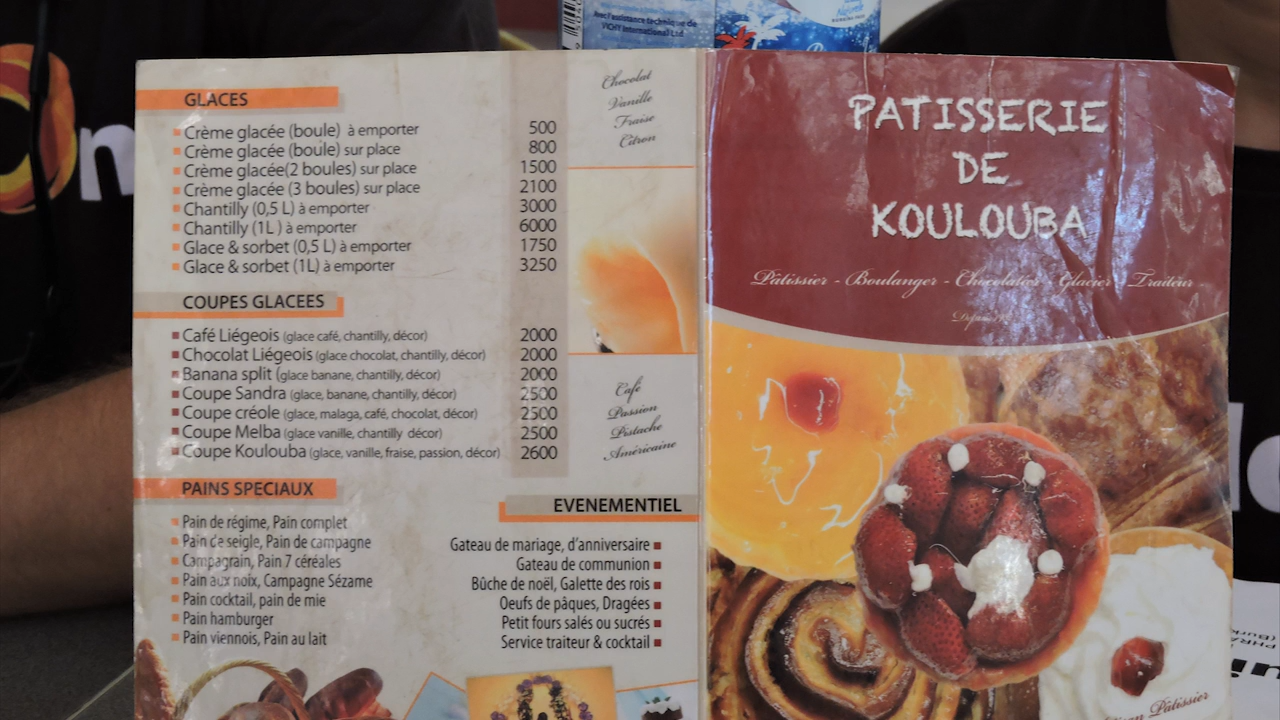 Avec l'assistance technique de
VICHY International Ltd
GLACES
Crème glacée (boule) à emporter 500
Crème glacée (boule) sur place 800
Crème glacée(2 boules) sur place 1500
Crème glacée (3 boules) sur place 2100
Chantilly (0,5 L) à emporter 3000
Chantilly (1L ) à emporter 6000
Glace & sorbet (0,5 L) à emporter 1750
Glace & sorbet (1L) à emporter 3250
Chocolat
Vanille
Fraise
Citron
COUPES GLACEES
Café Liégeois (glace café, chantilly, décor) 2000
Chocolat Liégeois (glace chocolat, chantilly, décor) 2000
Banana split (glace banane, chantilly, décor) 2000
Coupe Sandra (glace, banane, chantilly, décor) 2500
Coupe créole (glace, malaga, café, chocolat, décor) 2500
Coupe Melba (glace vanille, chantilly décor) 2500
Coupe Koulouba (glace, vanille, fraise, passion, décor) 2600
Café
Passion
Pistache
Américaine
PAINS SPECIAUX
Pain de régime, Pain complet
Pain de seigle, Pain de campagne
Campagrain, Pain 7 céréales
Pain aux noix, Campagne Sézame
Pain cocktail, pain de mie
Pain hamburger
Pain viennois, Pain au lait
EVENEMENTIEL
Gateau de mariage, d'anniversaire
Gateau de communion
Bûche de noël, Galette des rois
Oeufs de pâques, Dragées
Petit fours salés ou sucrés
Service traiteur & cocktail
PATISSERIE
DE
KOULOUBA
Pâtissier - Boulanger - Chocolatier - Glacier - Traiteur
Depuis
Pâtissier